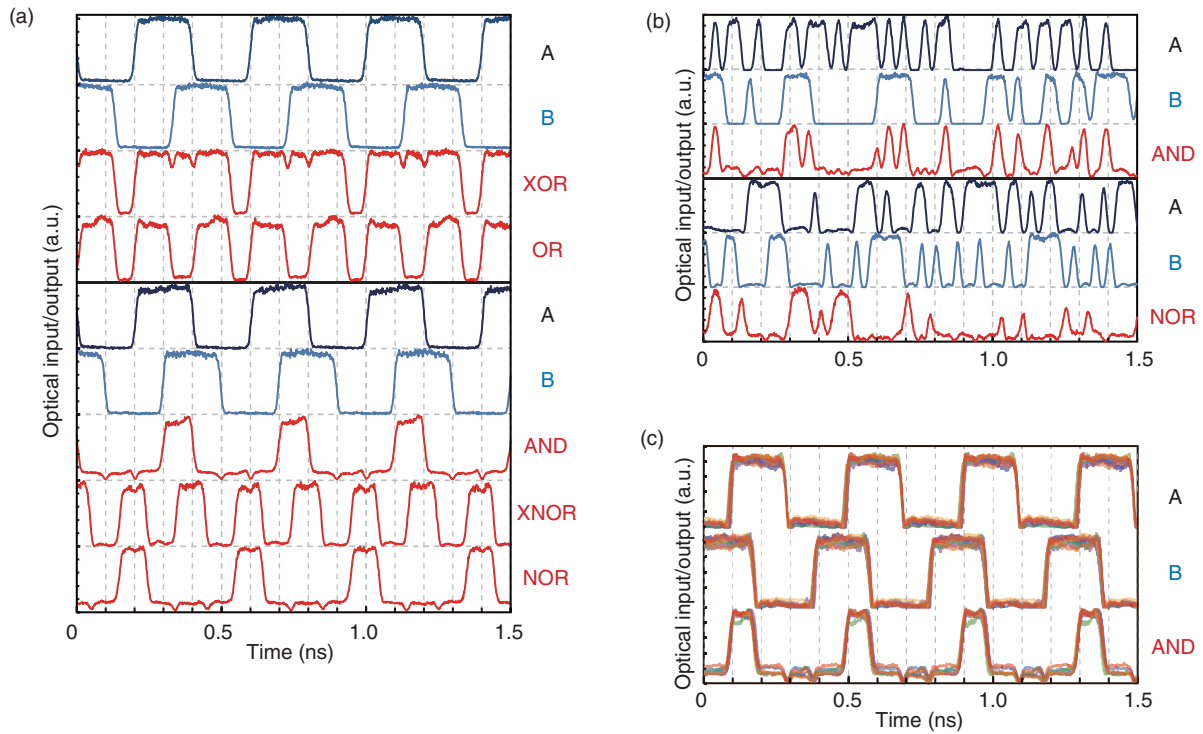 (a)
Optical input/output (a.u.)
A
B
XOR
OR
A
B
AND
XNOR
NOR
0 0.5 1.0 1.5
Time (ns)
(b)
Optical input/output (a.u.)
A
B
AND
A
B
NOR
0 0.5 1.0 1.5
(c)
Optical input/output (a.u.)
A
B
AND
0 0.5 1.0 1.5
Time (ns)